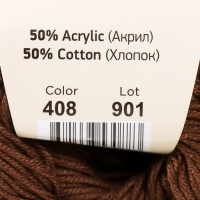 50% Acrylic (Акрил)
50% Cotton (Хлопок)
Color Lot
408 901